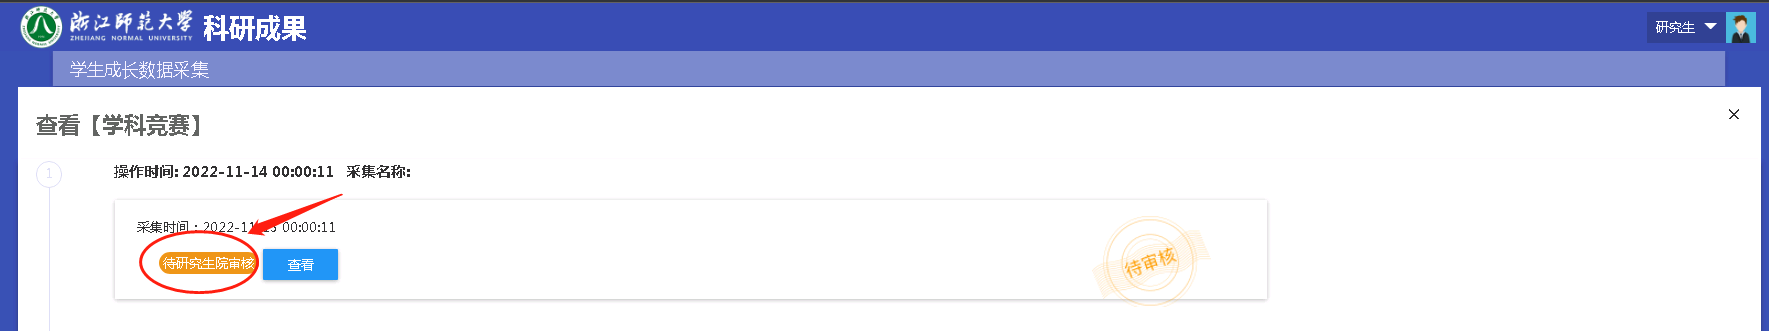 浙江师范大学 科研成果
ZHEJIANG NORMAL UNIVERSITY
研究生
学生成长数据采集
查看【学科竞赛】
1
操作时间: 2022-11-14 00:00:11 采集名称:
采集时间：2022-11- 00:00:11
待研究生院审核
查看
待审核